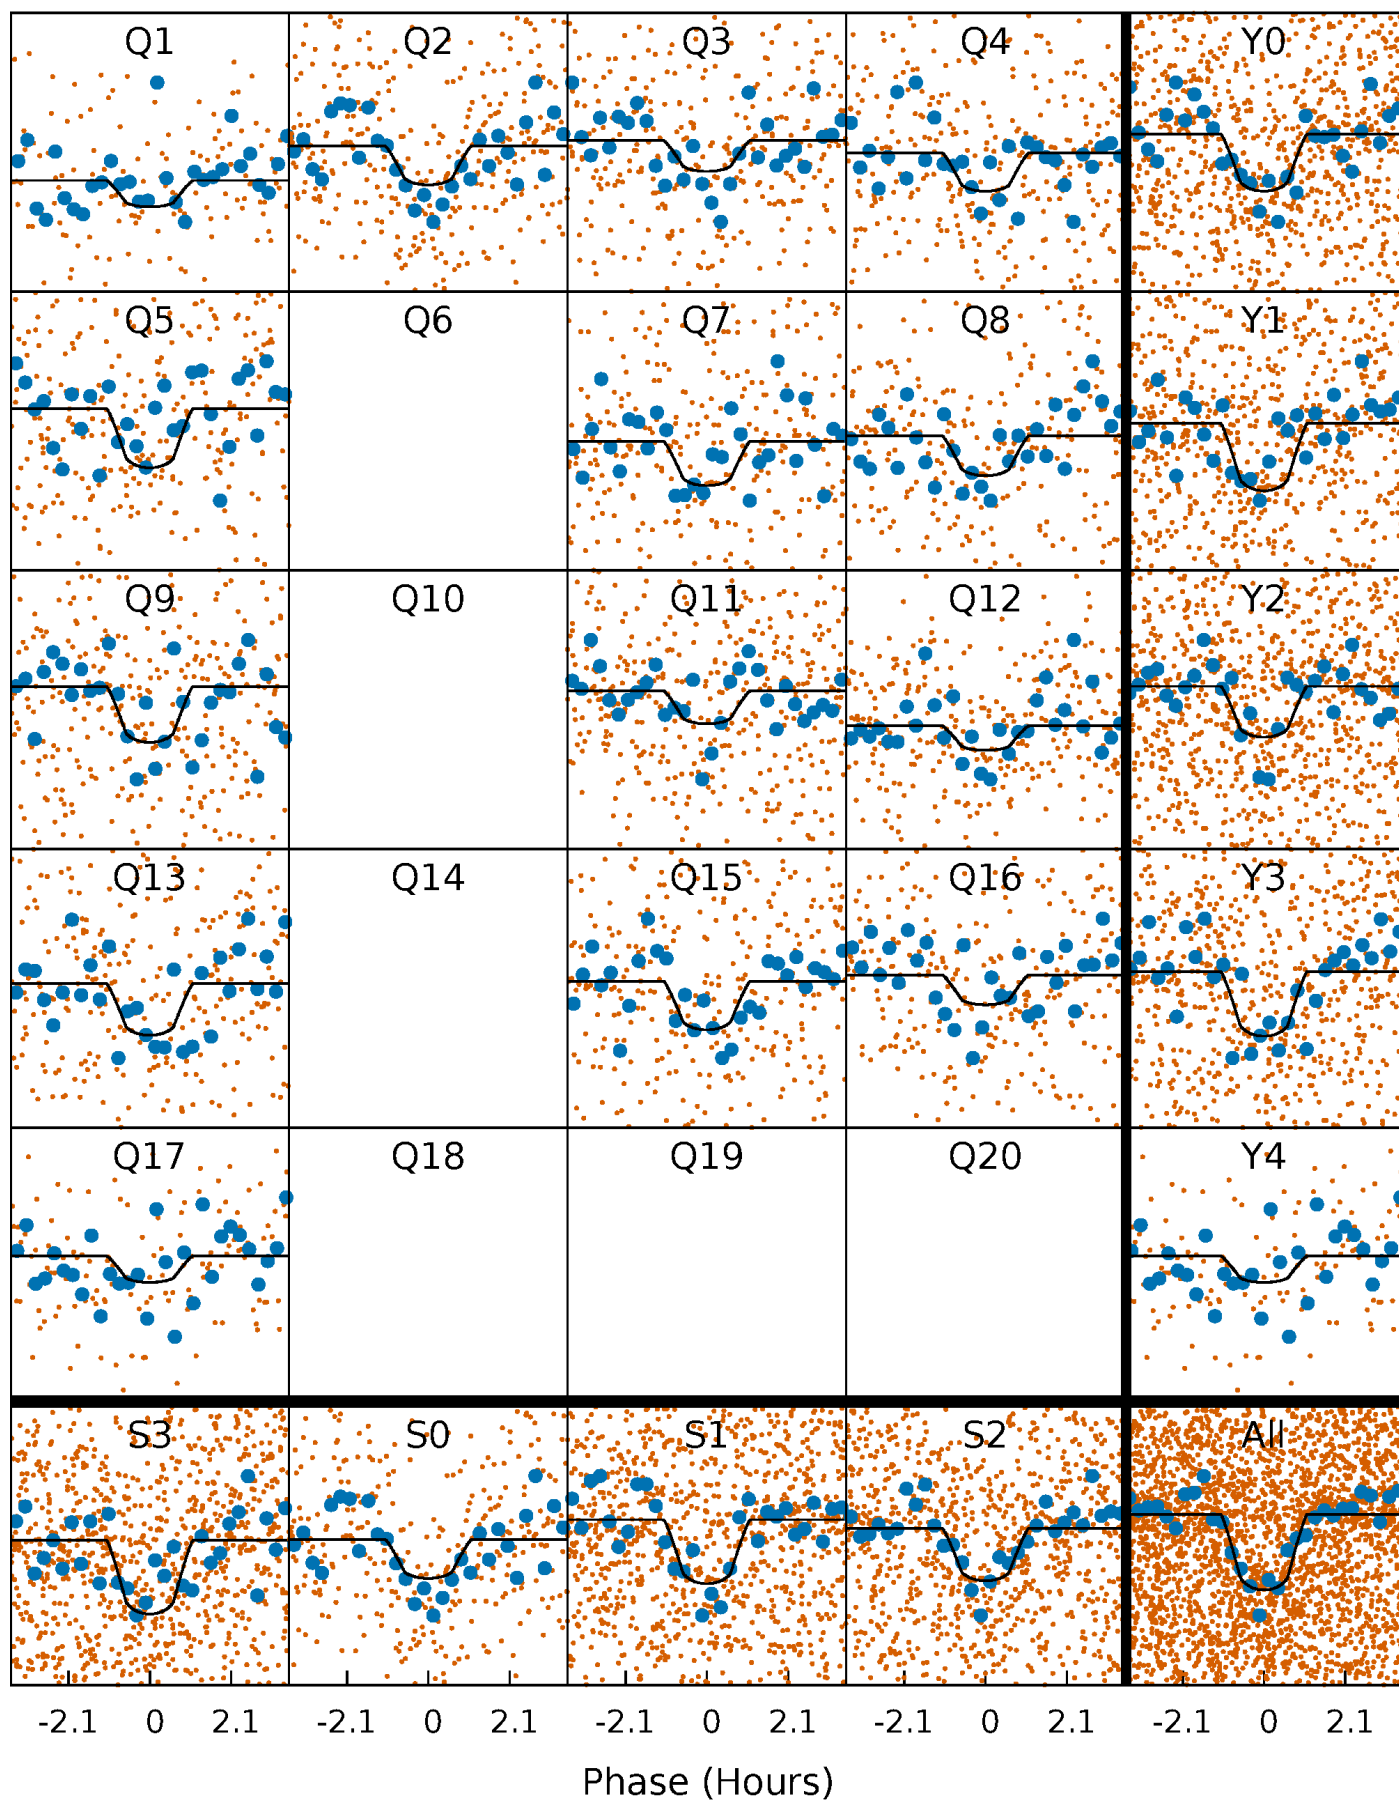 Q1 Q2 Q3 Q4 Y0
Q5 Q6 Q7 Q8 Y1
Q9 Q10 Q11 Q12 Y2
Q13 Q14 Q15 Q16 Y3
Q17 Q18 Q19 Q20 Y4
S3 S0 S1 S2 All
-2.1 0 2.1 -2.1 0 2.1 -2.1 0 2.1 -2.1 0 2.1 -2.1 0 2.1
Phase (Hours)